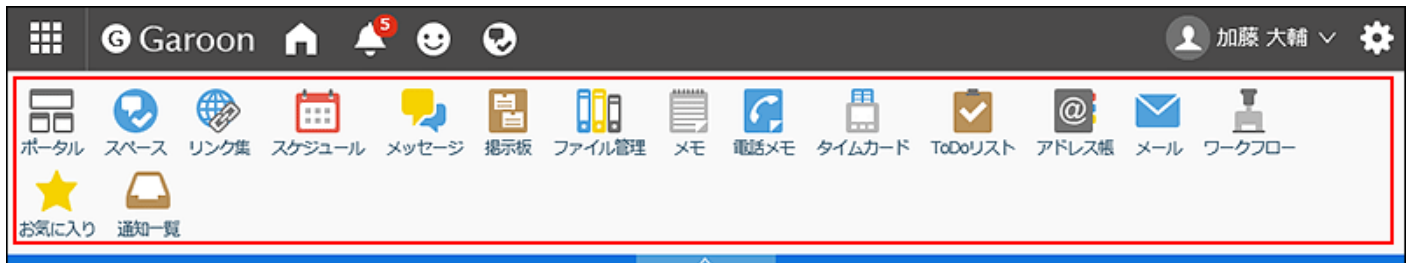 G Garoon 5 加藤 大輔
ポータル スペース リンク集 スケジュール メッセージ 掲示板 ファイル管理 メモ 電話メモ タイムカード ToDoリスト アドレス帳 メール ワークフロー
お気に入り 通知一覧